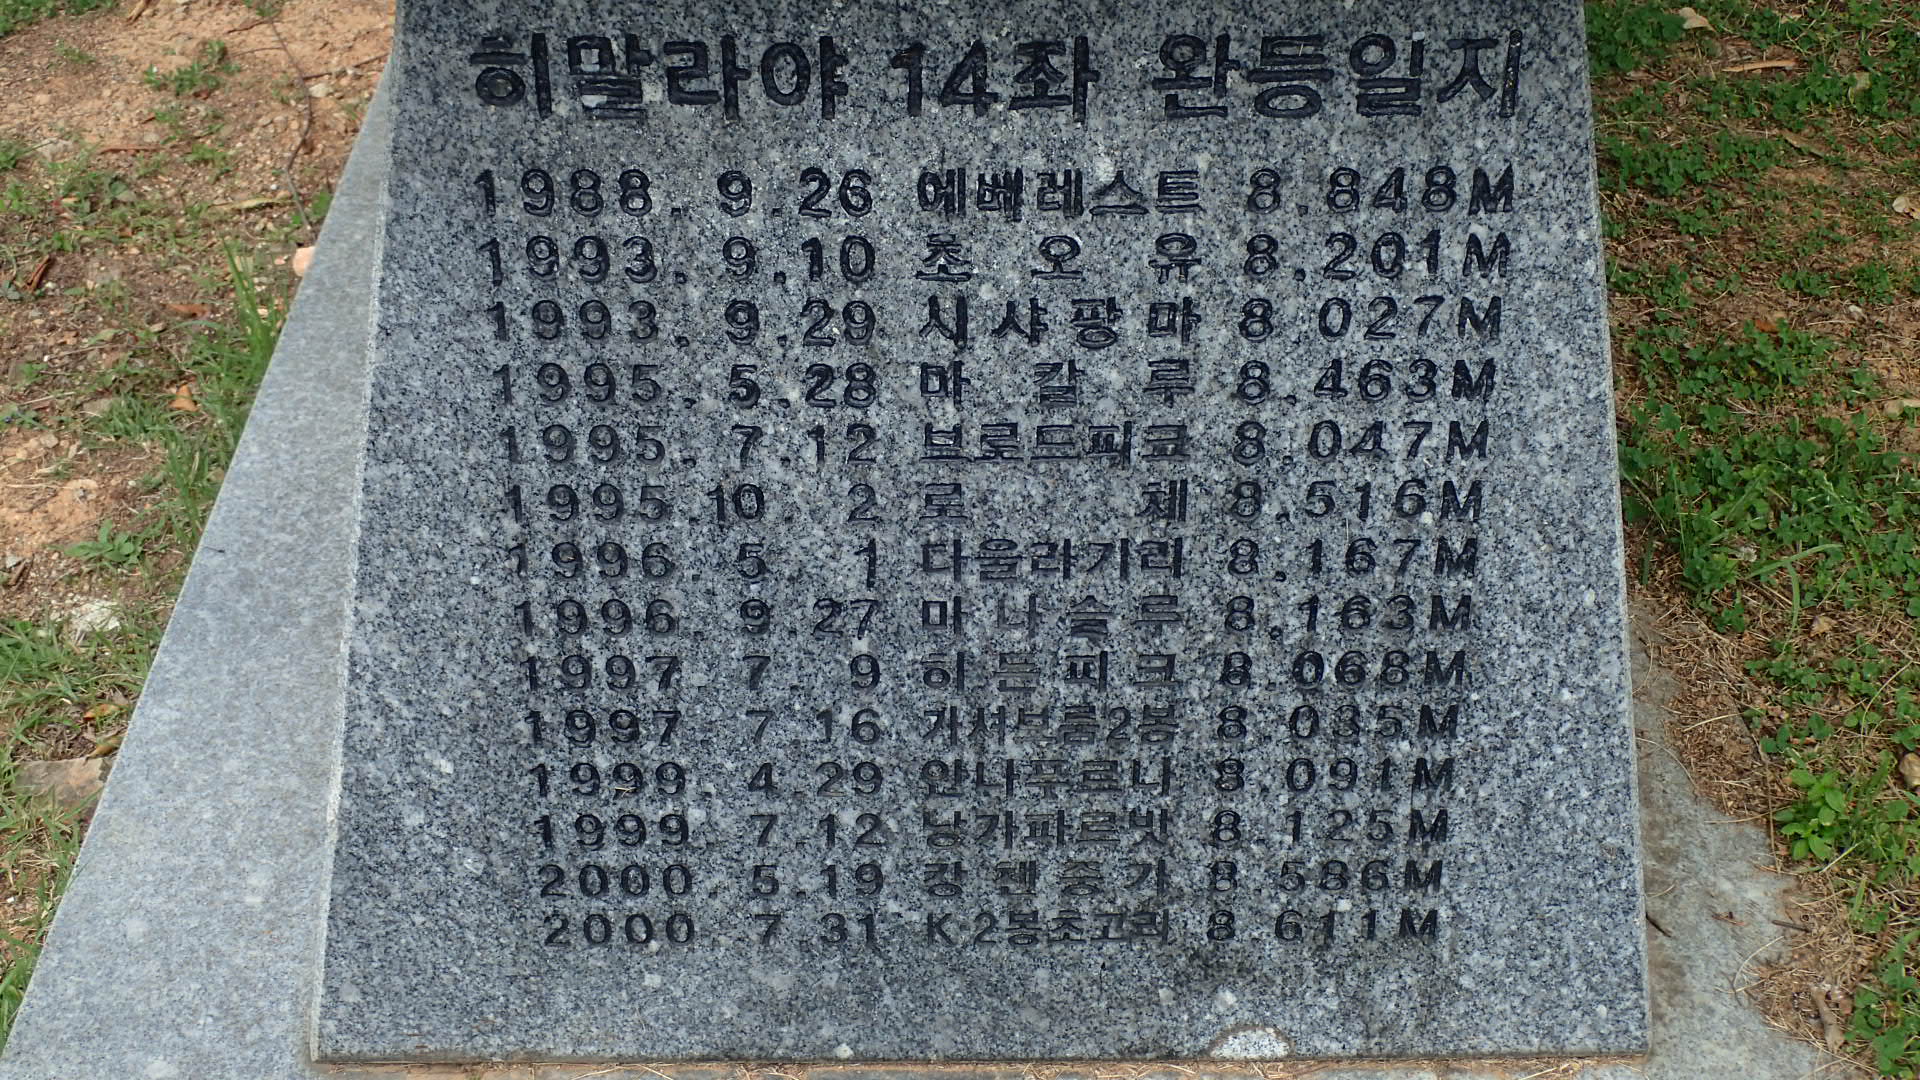 히말라야 14좌 완등일지
1988. 9.26 에베레스트 8.848M
1993. 9.10 초오유 8.201M
1993. 9.29 시샤팡마 8.027M
1995. 5.28 마칼루 8.463M
1995. 7.12 브로드피크 8.047M
1995.10. 2 로체 8.516M
1996. 5. 1 다울라기리 8.167M
1996. 9.27 마나슬루 8.163M
1997. 7. 9 히든피크 8.068M
1997. 7.16 가셔브룸2봉 8.035M
1999. 4.29 안나푸르나 8.091M
1999. 7.12 낭가파르밧 8.125M
2000. 5.19 캉첸중가 8.586M
2000. 7.31 K2봉초고리 8.611M